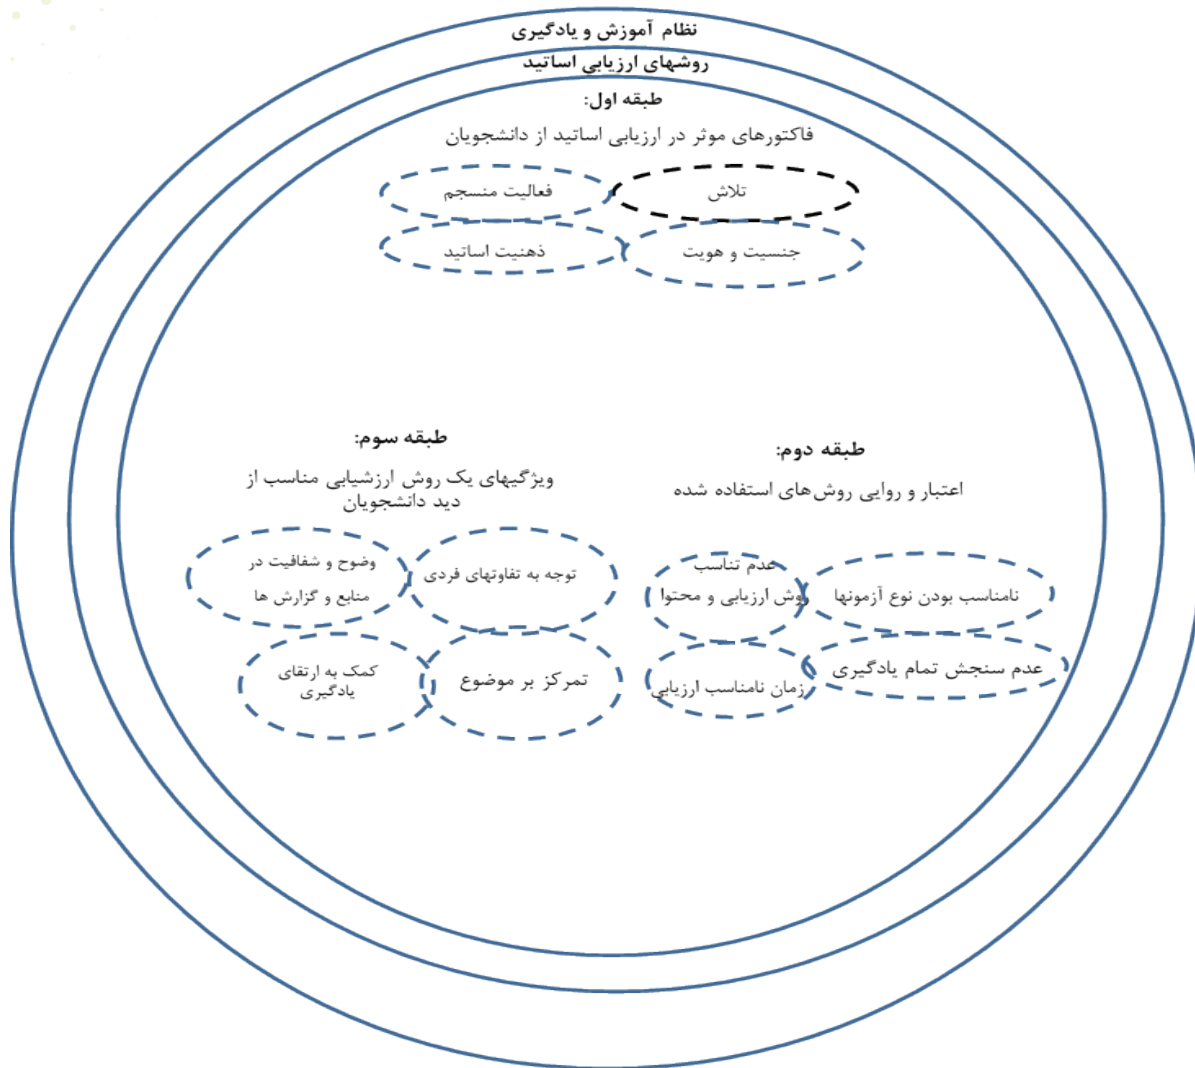 نظام آموزش و یادگیری
روشهای ارزیابی اساتید
طبقه اول:
فاکتورهای موثر در ارزیابی اساتید از دانشجویان
تلاش
فعالیت منسجم
جنسیت و هویت
ذهنیت اساتید
طبقه دوم:
اعتبار و روایی روش های استفاده شده
نامناسب بودن نوع آزمونها
عدم تناسب
روش ارزیابی و محتوا
عدم سنجش تمام یادگیری
زمان نامناسب ارزیابی
طبقه سوم:
ویژگیهای یک روش ارزشیابی مناسب از
دید دانشجویان
توجه به تفاوتهای فردی
وضوح و شفافیت در
منابع و گزارش ها
تمرکز بر موضوع
کمک به ارتقای
یادگیری